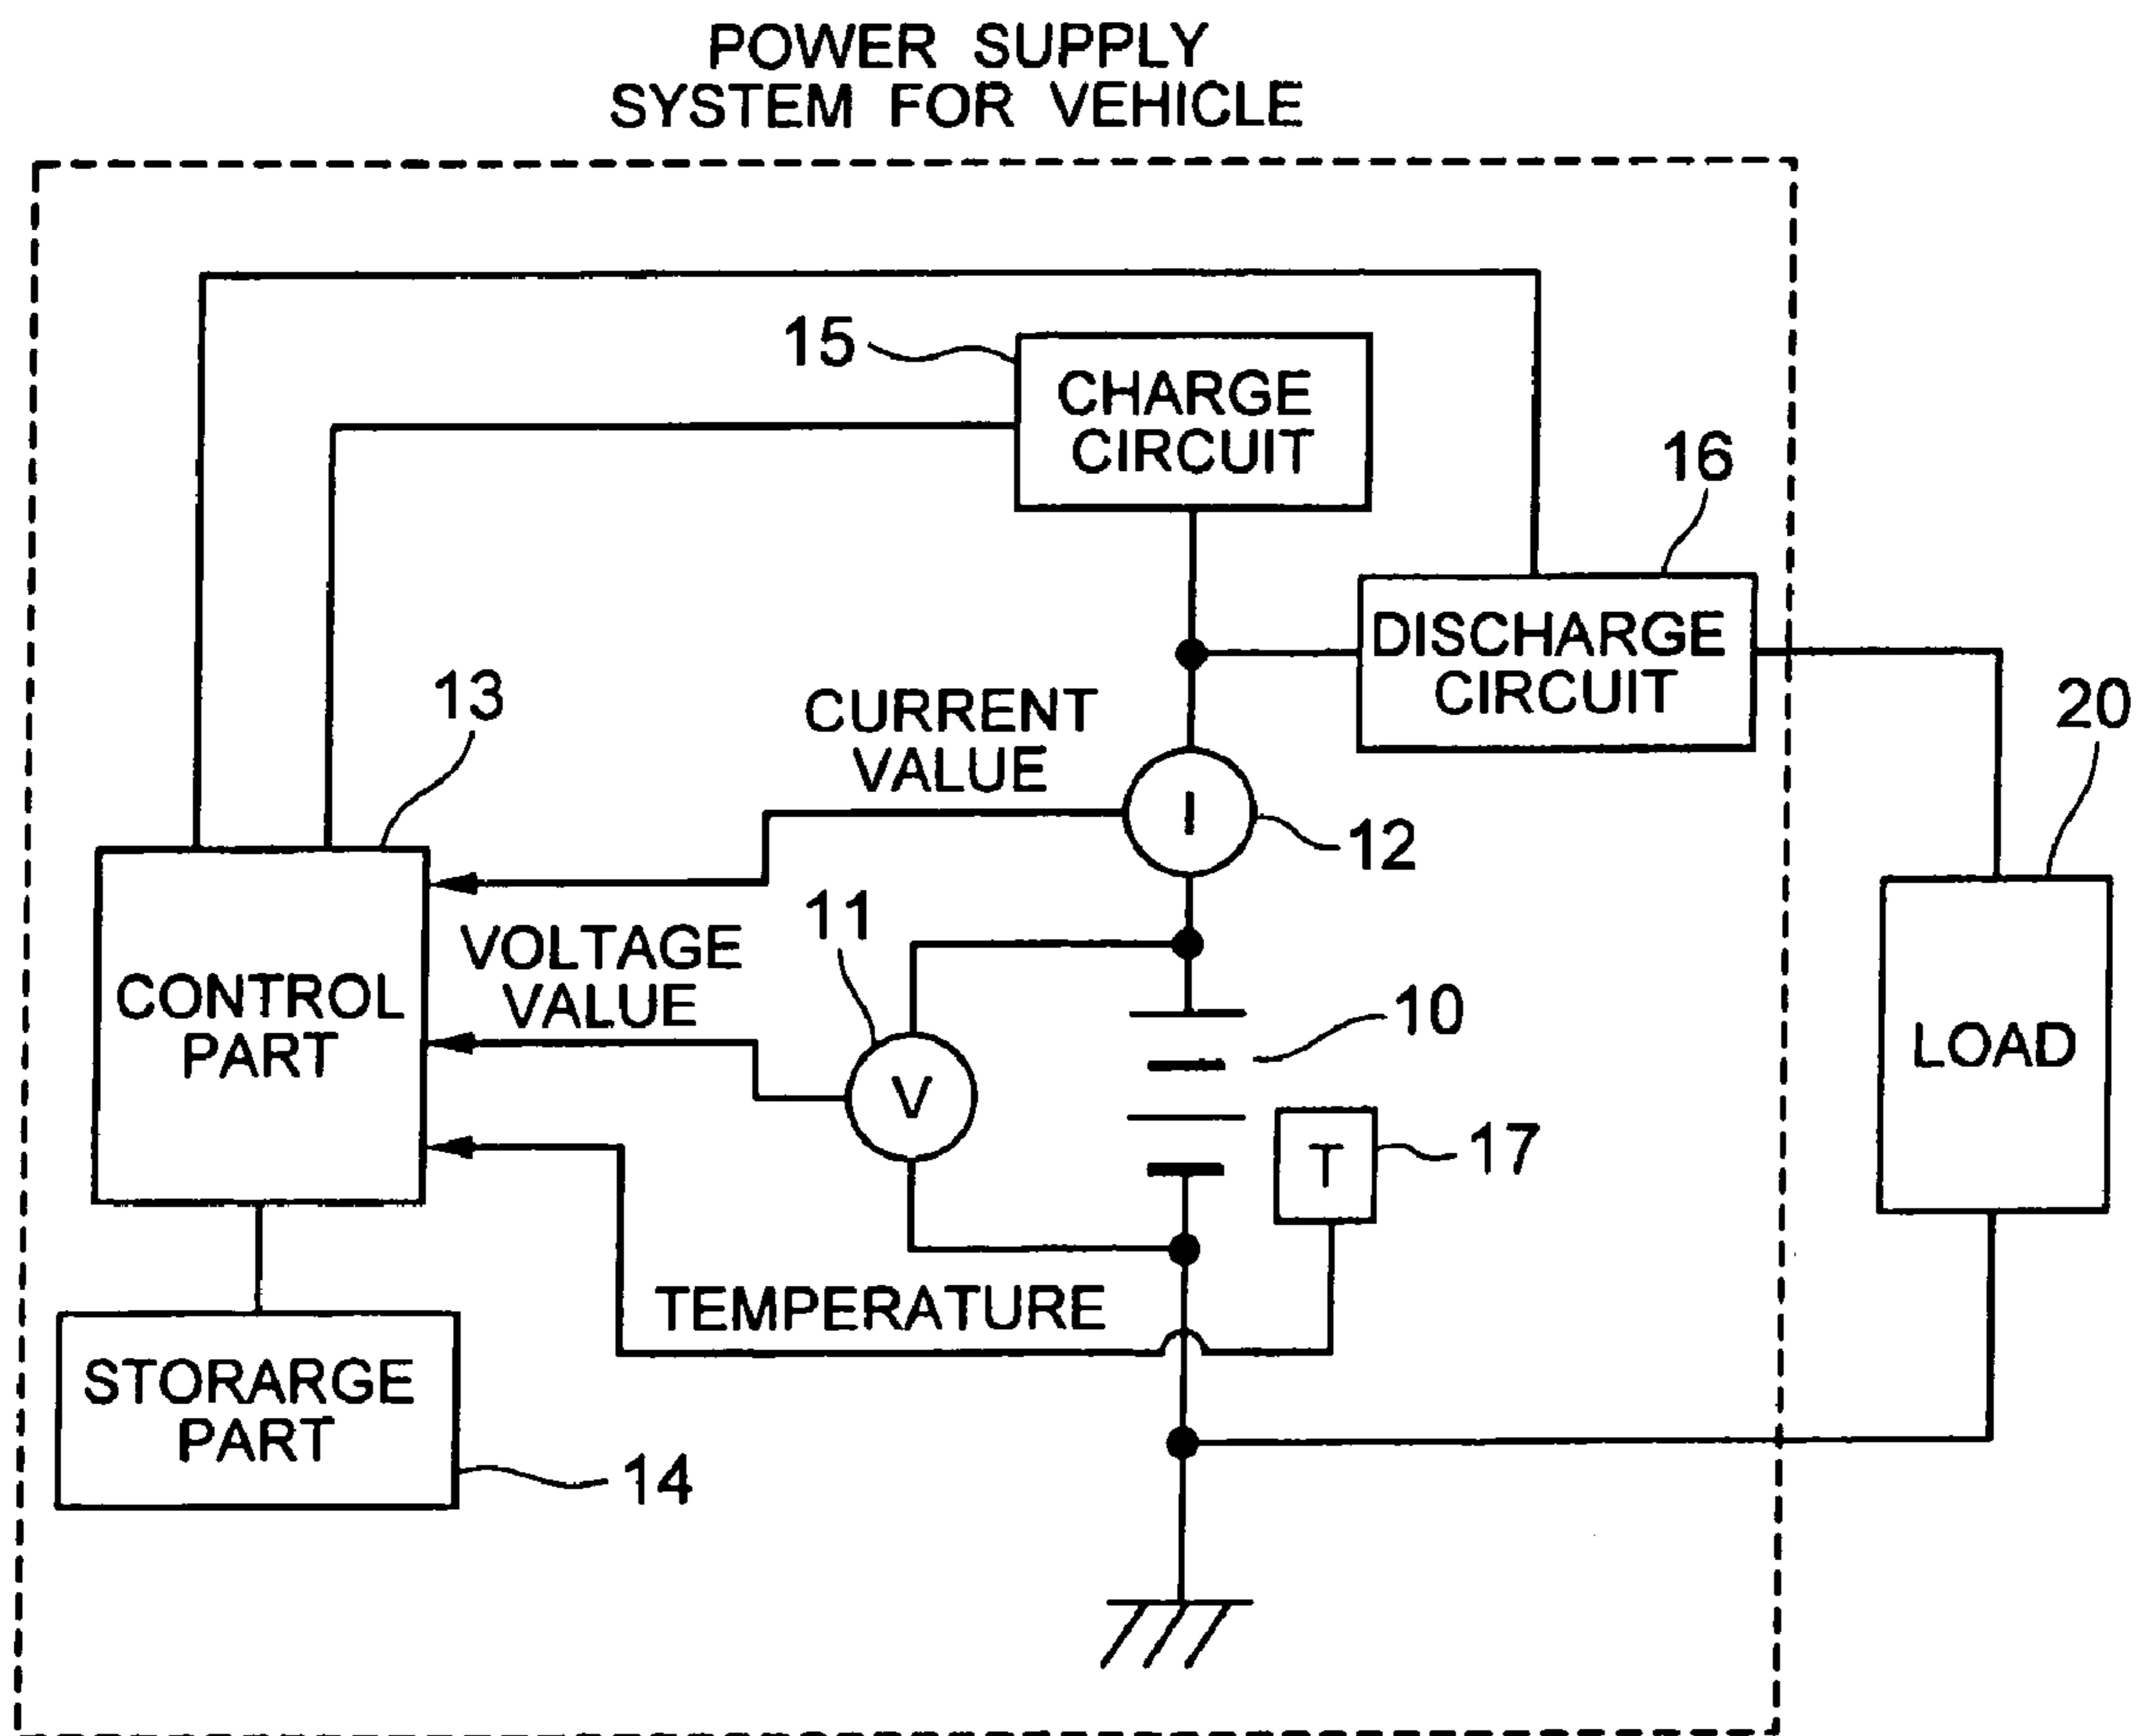 POWER SUPPLY
SYSTEM FOR VEHICLE
15
CHARGE
CIRCUIT
16
DISCHARGE
CIRCUIT
13
CURRENT
VALUE
20
I
12
11
VOLTAGE
VALUE
CONTROL
PART
10
LOAD
V
T
17
TEMPERATURE
STORARGE
PART
14